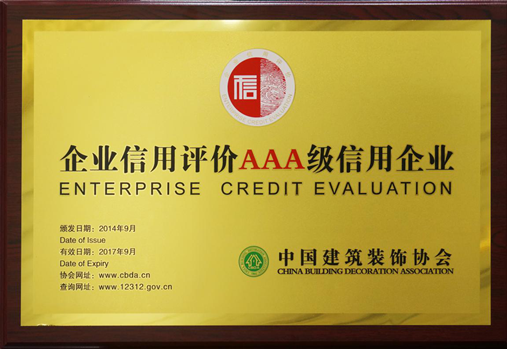 信
企业信用评价AAA级信用企业
ENTERPRISE CREDIT EVALUATION
颁发日期：2014年9月
Date of Issue
有效日期：2017年9月
Date of Expiry
协会网址：www.cbda.cn
查询网址：www.12312.gov.cn
中国建筑装饰协会
CHINA BUILDING DECORATION ASSOCIATION